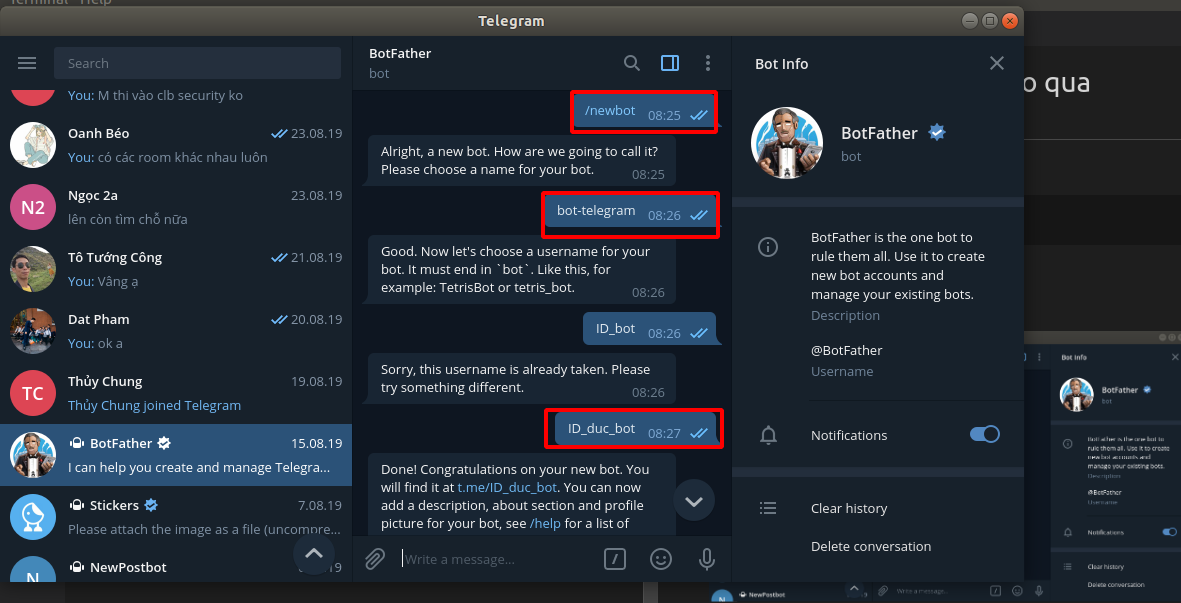 Terminal Help
Telegram
Search
You: M thi vào clb security ko
Oanh Béo
23.08.19
You: có các room khác nhau luôn
N2
Ngọc 2a
23.08.19
lên còn tìm chỗ nữa
Tô Tướng Công
21.08.19
You: Vâng ạ
Dat Pham
20.08.19
You: ok a
TC
Thủy Chung
19.08.19
Thủy Chung joined Telegram
BotFather
15.08.19
I can help you create and manage Telegra...
Stickers
7.08.19
Please attach the image as a file (uncompre...
N
NewPostbot
19
BotFather
bot
/newbot 08:25
Alright, a new bot. How are we going to call it?
Please choose a name for your bot. 08:25
bot-telegram 08:26
Good. Now let's choose a username for your
bot. It must end in `bot`. Like this, for
example: TetrisBot or tetris_bot.
08:26
ID_bot 08:26
Sorry, this username is already taken. Please
try something different. 08:26
ID_duc_bot 08:27
Done! Congratulations on your new bot. You
will find it at t.me/ID_duc_bot. You can now
add a description, about section and profile
picture for your bot, see /help for a list of
Write a message...
Bot Info
BotFather
bot
BotFather is the one bot to
rule them all. Use it to create
new bot accounts and
manage your existing bots.
Description
@BotFather
Username
Notifications
Clear history
Delete conversation
o qua
Bot Info
BotFather
bot
BotFather is the one bot to
rule them all. Use it to create
new bot accounts and
manage your existing bots.
Description
@BotFather
Username
Notifications
Clear history
Delete conversation
N
NewPostbot
19
Write a message...